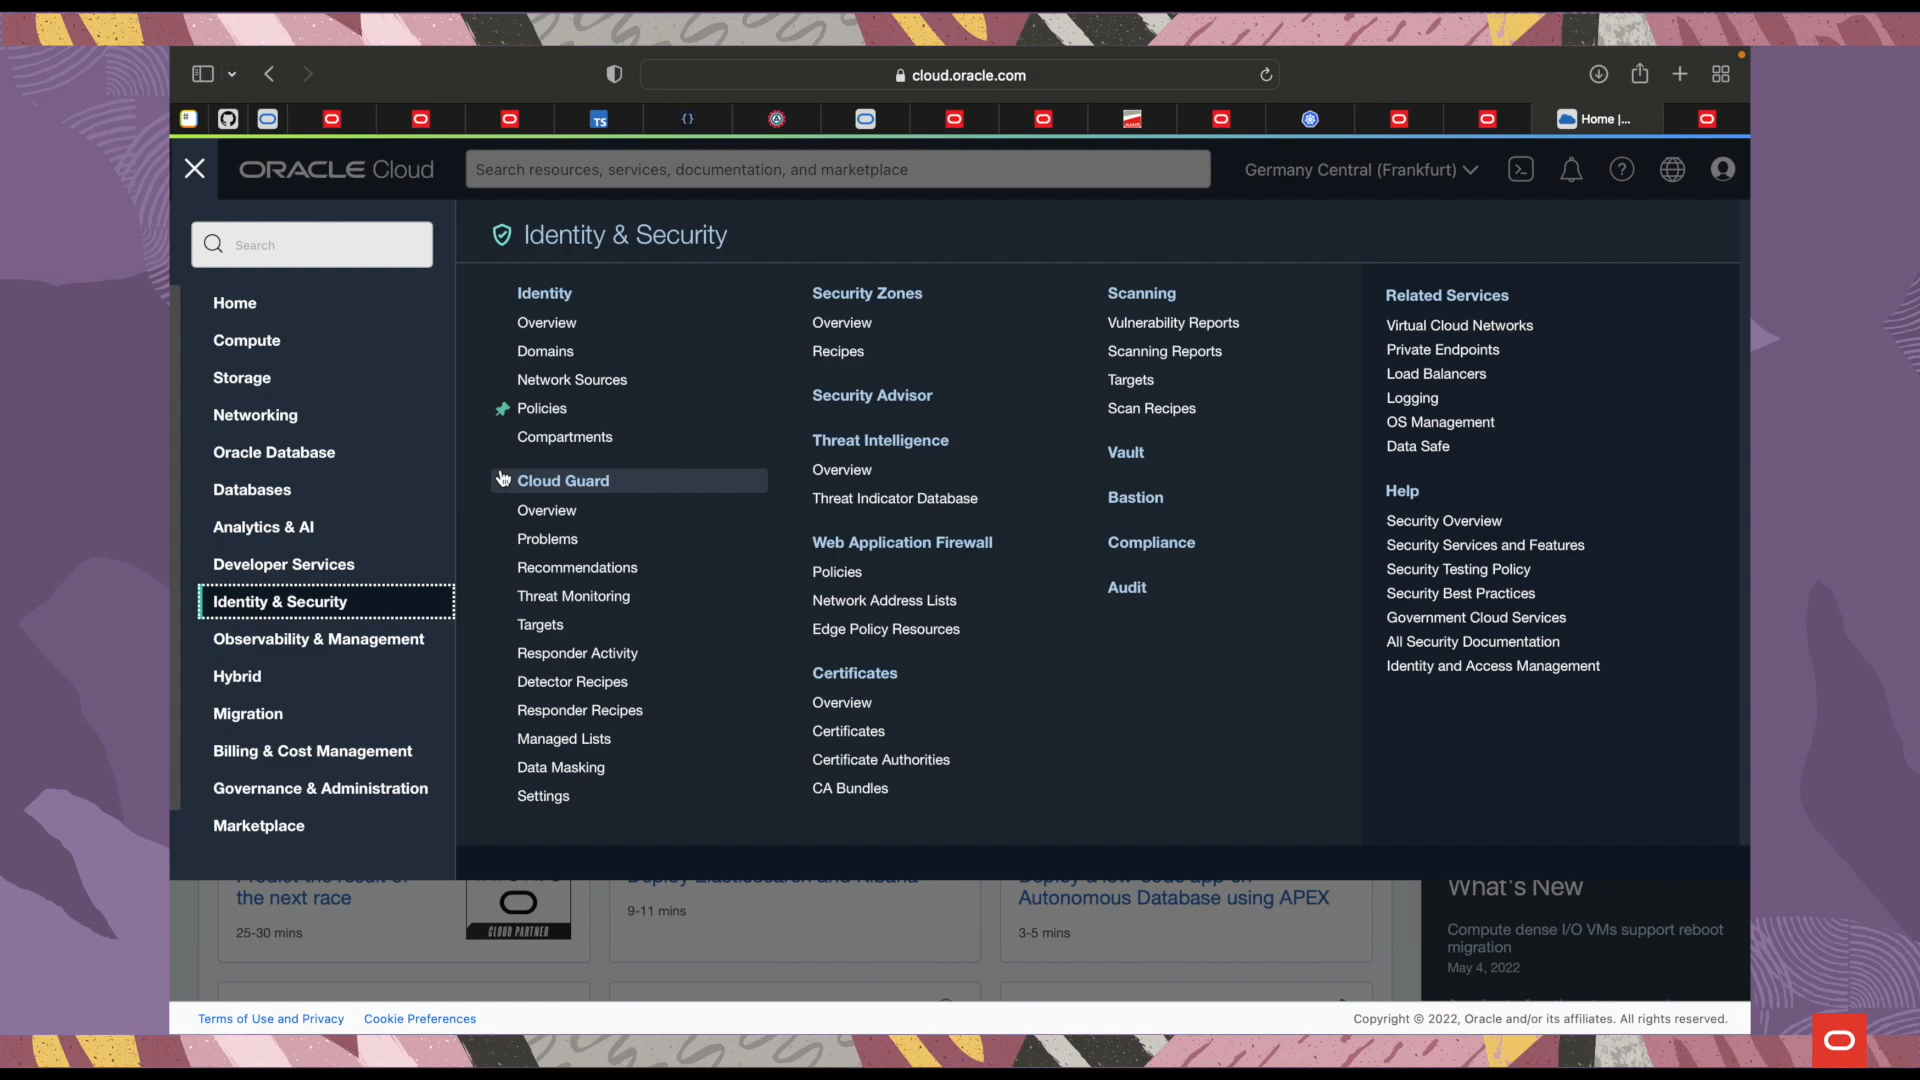 cloud.oracle.com
TS
{}
Home |...
ORACLE Cloud
Search resources, services, documentation, and marketplace
Germany Central (Frankfurt)
Search
Home
Compute
Storage
Networking
Oracle Database
Databases
Analytics & AI
Developer Services
Identity & Security
Observability & Management
Hybrid
Migration
Billing & Cost Management
Governance & Administration
Marketplace
Identity & Security
Identity
Overview
Domains
Network Sources
Policies
Compartments
Cloud Guard
Overview
Problems
Recommendations
Threat Monitoring
Targets
Responder Activity
Detector Recipes
Responder Recipes
Managed Lists
Data Masking
Settings
Security Zones
Overview
Recipes
Security Advisor
Threat Intelligence
Overview
Threat Indicator Database
Web Application Firewall
Policies
Network Address Lists
Edge Policy Resources
Certificates
Overview
Certificates
Certificate Authorities
CA Bundles
Scanning
Vulnerability Reports
Scanning Reports
Targets
Scan Recipes
Vault
Bastion
Compliance
Audit
Related Services
Virtual Cloud Networks
Private Endpoints
Load Balancers
Logging
OS Management
Data Safe
Help
Security Overview
Security Services and Features
Security Testing Policy
Security Best Practices
Government Cloud Services
All Security Documentation
Identity and Access Management
Predict the result of
the next race
25-30 mins
CLOUD PARTNER
Deploy Elasticsearch and Kibana
9-11 mins
Deploy a low-code app on
Autonomous Database using APEX
3-5 mins
What's New
Compute dense I/O VMs support reboot
migration
May 4, 2022
Terms of Use and Privacy
Cookie Preferences
Copyright © 2022, Oracle and/or its affiliates. All rights reserved.